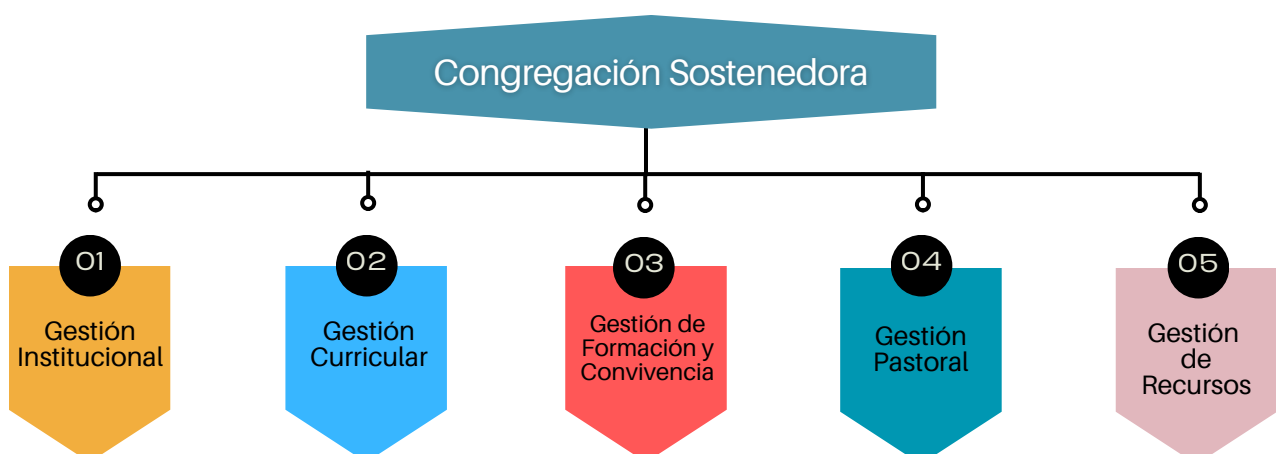 Congregación Sostenedora
01
Gestión
Institucional
02
Gestión
Curricular
03
Gestión de
Formación y
Convivencia
04
Gestión
Pastoral
05
Gestión
de
Recursos